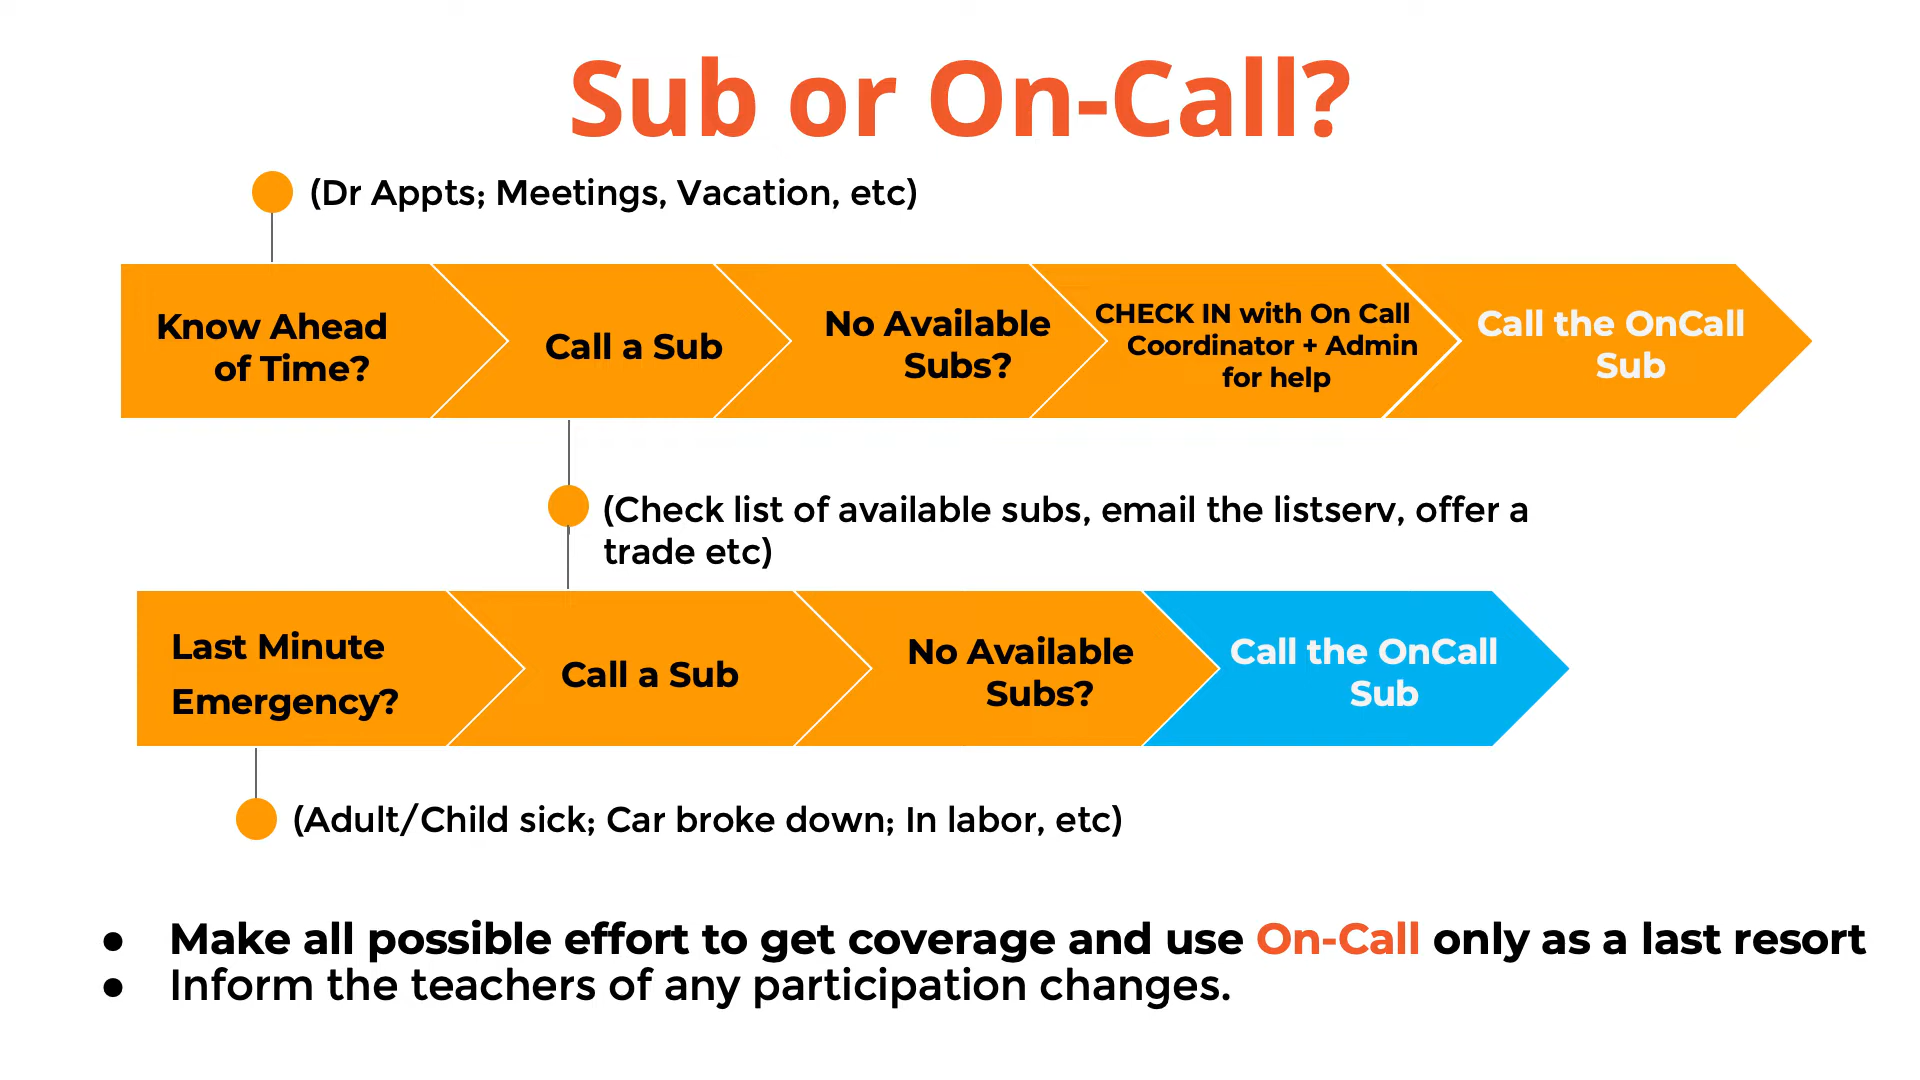 Sub or On-Call?
(Dr Appts; Meetings, Vacation, etc)
Know Ahead
of Time?
Call a Sub
No Available
Subs?
CHECK IN with On Call
Coordinator + Admin
for help
Call the OnCall
Sub
(Check list of available subs, email the listserv, offer a
trade etc)
Last Minute
Emergency?
Call a Sub
No Available
Subs?
Call the OnCall
Sub
(Adult/Child sick; Car broke down; In labor, etc)
● Make all possible effort to get coverage and use On-Call only as a last resort
● Inform the teachers of any participation changes.